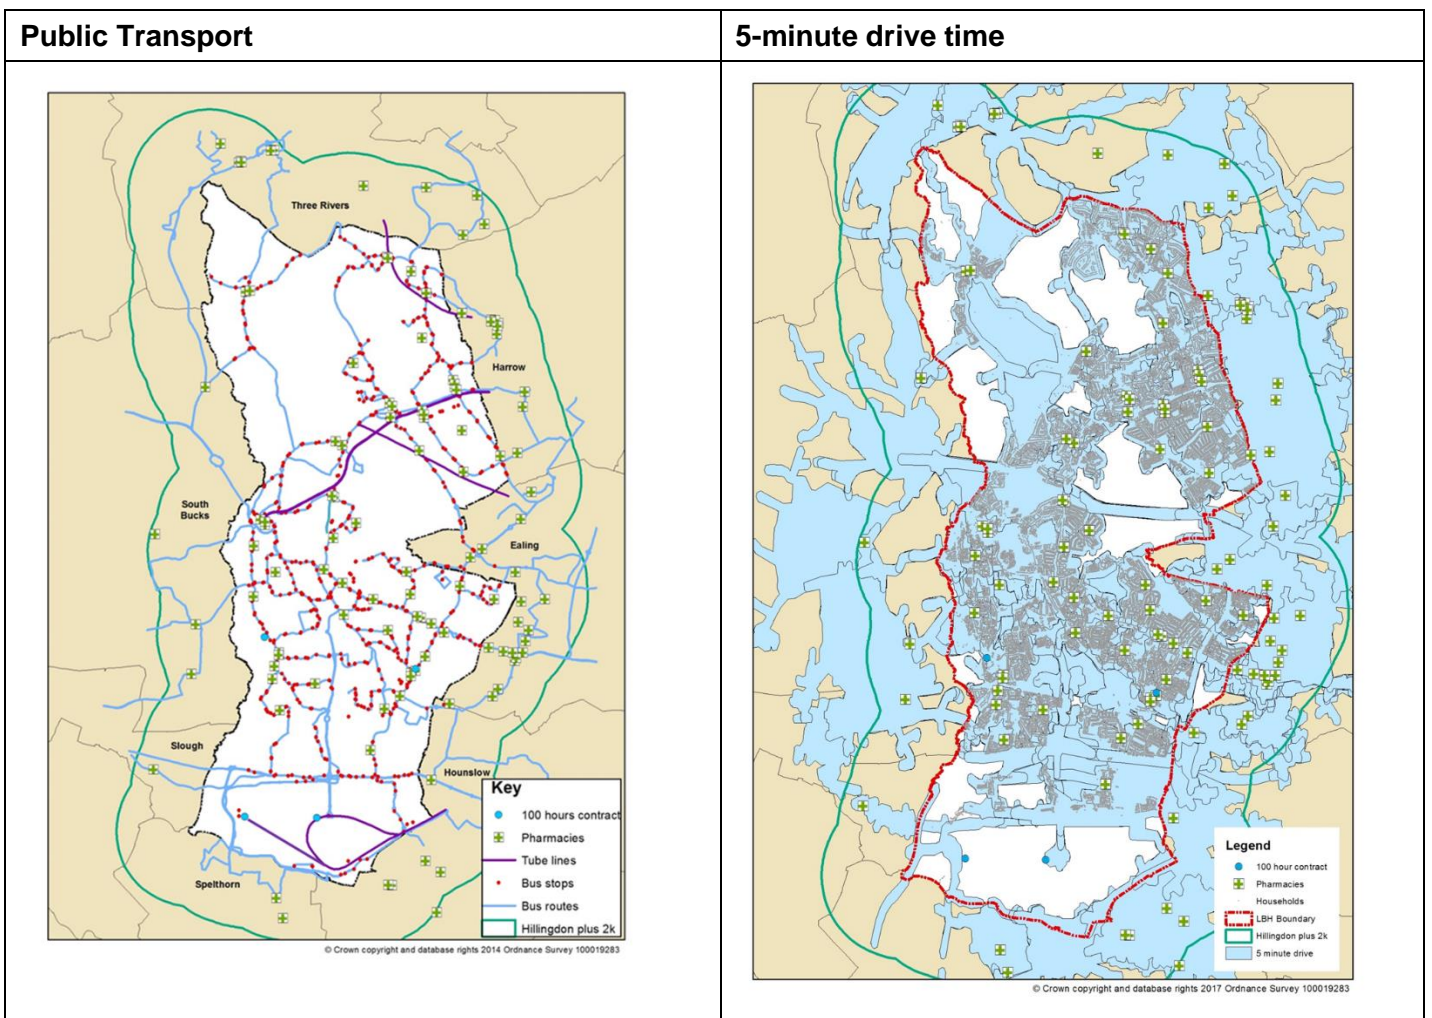 Public Transport
5-minute drive time
Three Rivers
Harrow
South
Bucks
Ealing
Slough
Hounslow
Spelthorn
Key
100 hours contract
Pharmacies
Tube lines
Bus stops
Bus routes
Hillingdon plus 2k
© Crown copyright and database rights 2014 Ordnance Survey 100019283
Legend
100 hour contract
Pharmacies
Households
LBH Boundary
Hillingdon plus 2k
5 minute drive
© Crown copyright and database rights 2017 Ordnance Survey 100019283